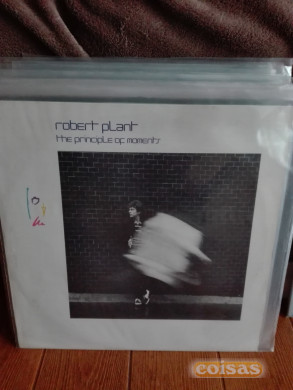 robert plant
the principle of moments
coisas